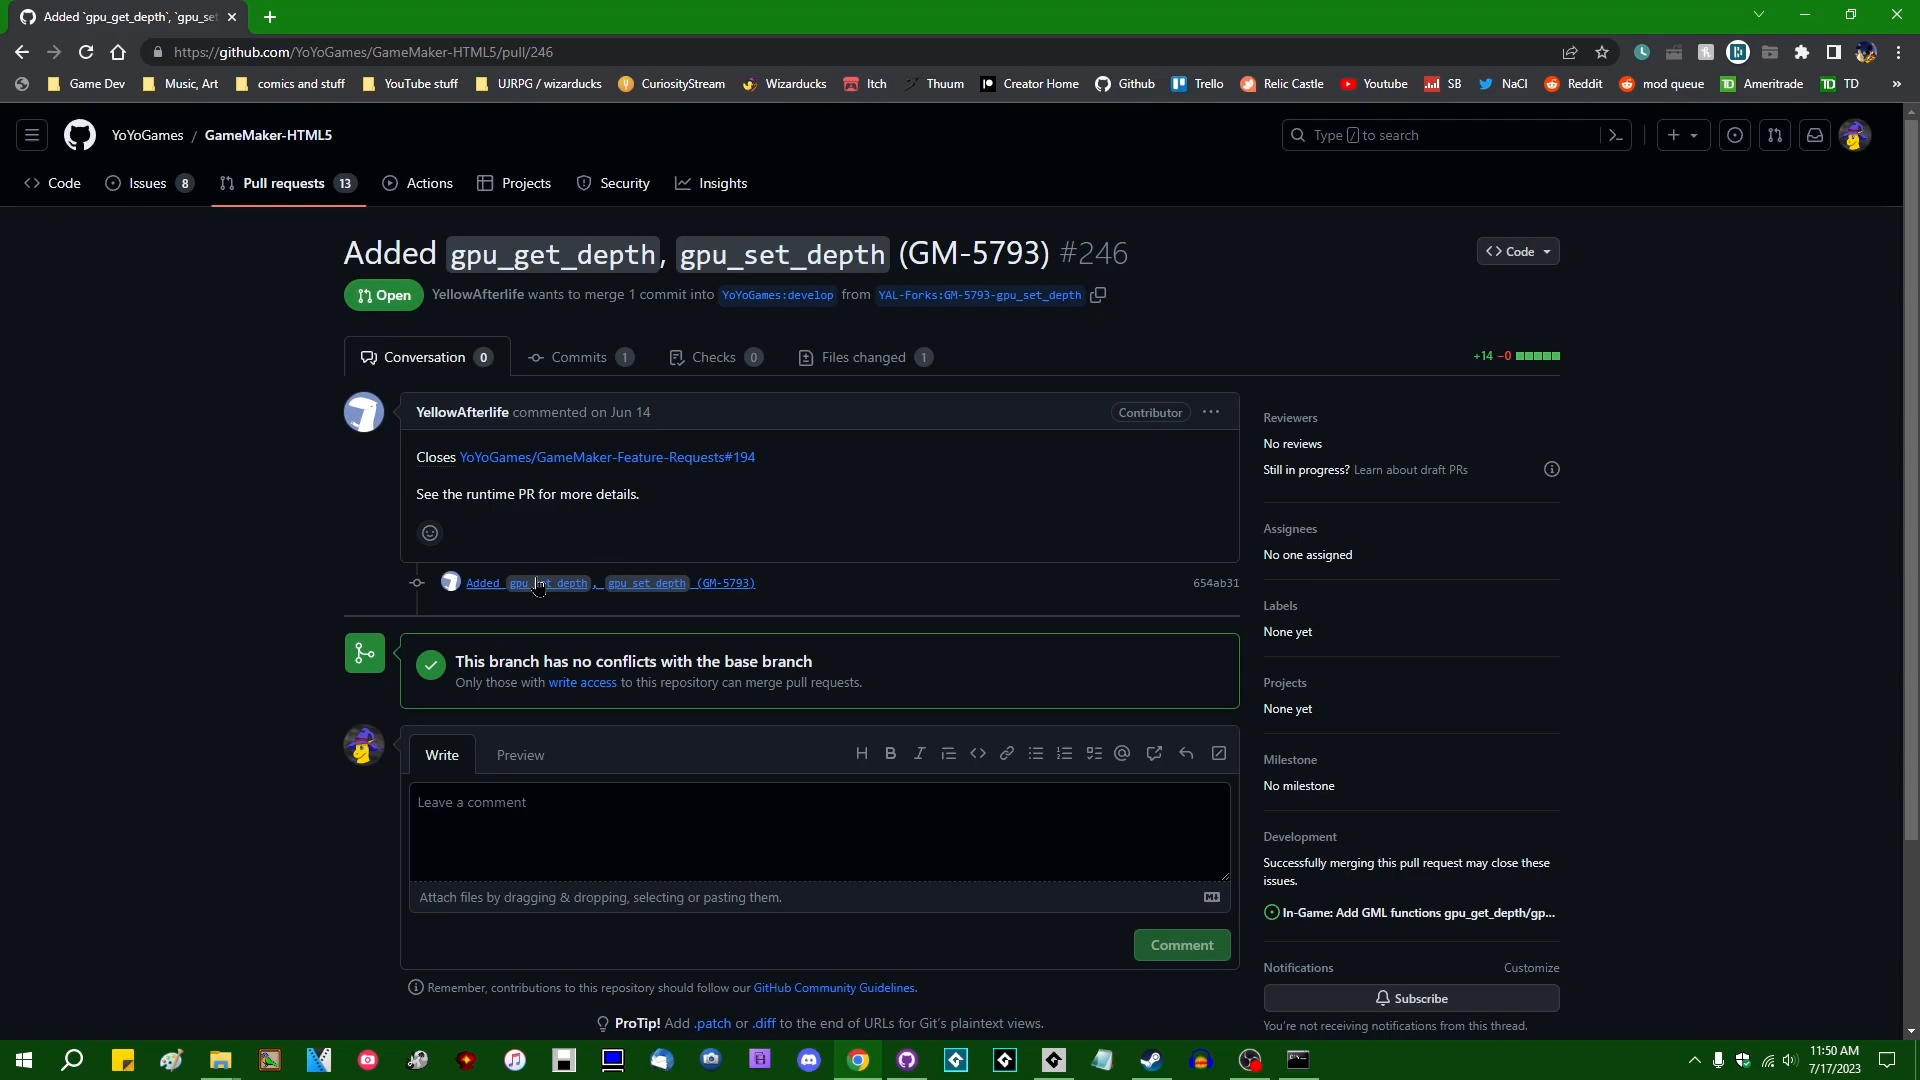 Added `gpu_get_depth`, `gpu_set
https://github.com/YoYoGames/GameMaker-HTML5/pull/246
Game Dev Music, Art comics and stuff YouTube stuff UJRPG / wizarducks CuriosityStream Wizarducks Itch Thuum Creator Home Github Trello Relic Castle Youtube SB NaCl Reddit mod queue Ameritrade TD »
YoYoGames / GameMaker-HTML5
Type / to search
Code Issues 8 Pull requests 13 Actions Projects Security Insights
Added gpu_get_depth, gpu_set_depth (GM-5793) #246
Code
Open YellowAfterlife wants to merge 1 commit into YoYoGames:develop from YAL-Forks:GM-5793-gpu_set_depth
Conversation 0 Commits 1 Checks 0 Files changed 1
+14 −0
YellowAfterlife commented on Jun 14
Contributor
Closes YoYoGames/GameMaker-Feature-Requests#194
See the runtime PR for more details.
Added gpu_get_depth, gpu_set_depth (GM-5793)
654ab31
This branch has no conflicts with the base branch
Only those with write access to this repository can merge pull requests.
Write Preview
Leave a comment
Attach files by dragging & dropping, selecting or pasting them.
Comment
Remember, contributions to this repository should follow our GitHub Community Guidelines.
ProTip! Add .patch or .diff to the end of URLs for Git's plaintext views.
Reviewers
No reviews
Still in progress? Learn about draft PRs
Assignees
No one assigned
Labels
None yet
Projects
None yet
Milestone
No milestone
Development
Successfully merging this pull request may close these
issues.
In-Game: Add GML functions gpu_get_depth/gp...
Notifications
Customize
Subscribe
You're not receiving notifications from this thread.
11:50 AM
7/17/2023